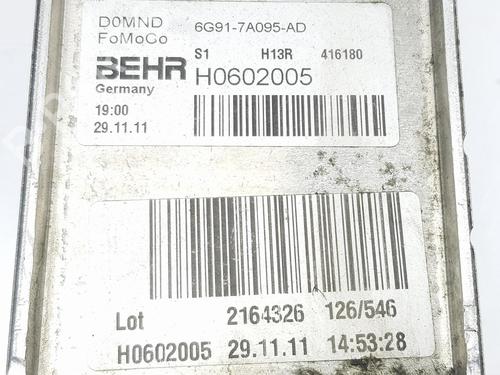 D0MND 6G91-7A095-AD
FoMoCo
S1 H13R 416180
BEHR H0602005
Germany
19:00
29.11.11
Lot 2164326 126/546
H0602005 29.11.11 14:53:28